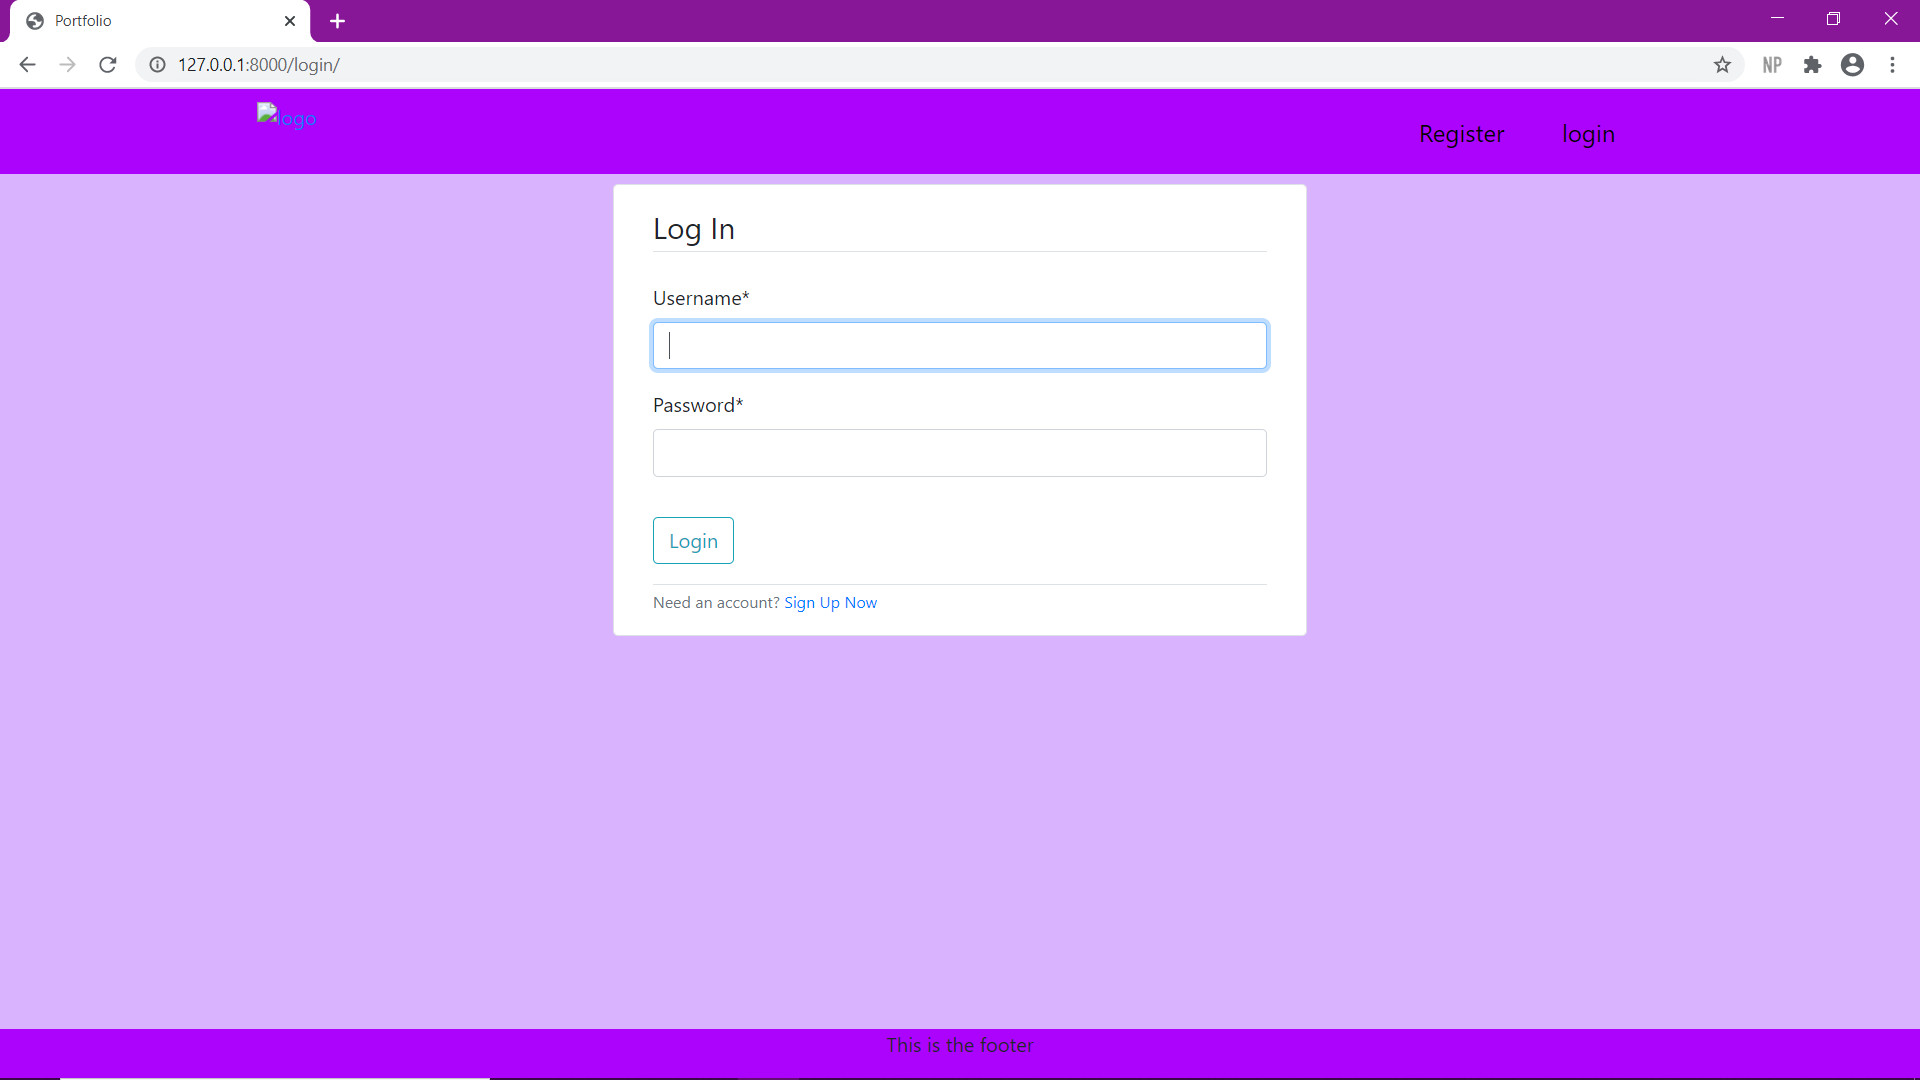 Portfolio
127.0.0.1:8000/login/
NP
logo
Register login
Log In
Username*
Password*
Login
Need an account? Sign Up Now
This is the footer